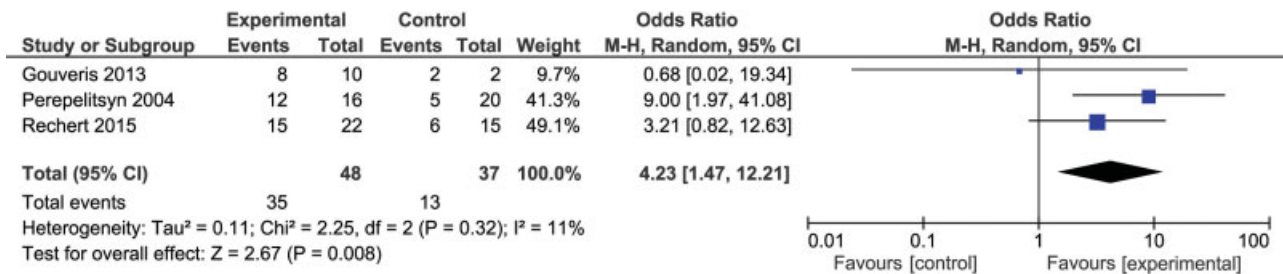 Experimental Control Odds Ratio Odds Ratio
Study or Subgroup Events Total Events Total Weight M-H, Random, 95% CI M-H, Random, 95% CI
Gouveris 2013 8 10 2 2 9.7% 0.68 [0.02, 19.34]
Perepelitsyn 2004 12 16 5 20 41.3% 9.00 [1.97, 41.08]
Rechert 2015 15 22 6 15 49.1% 3.21 [0.82, 12.63]
Total (95% CI) 48 37 100.0% 4.23 [1.47, 12.21]
Total events 35 13
Heterogeneity: Tau² = 0.11; Chi² = 2.25, df = 2 (P = 0.32); I² = 11%
Test for overall effect: Z = 2.67 (P = 0.008)
0.01 0.1 1 10 100
Favours [control] Favours [experimental]